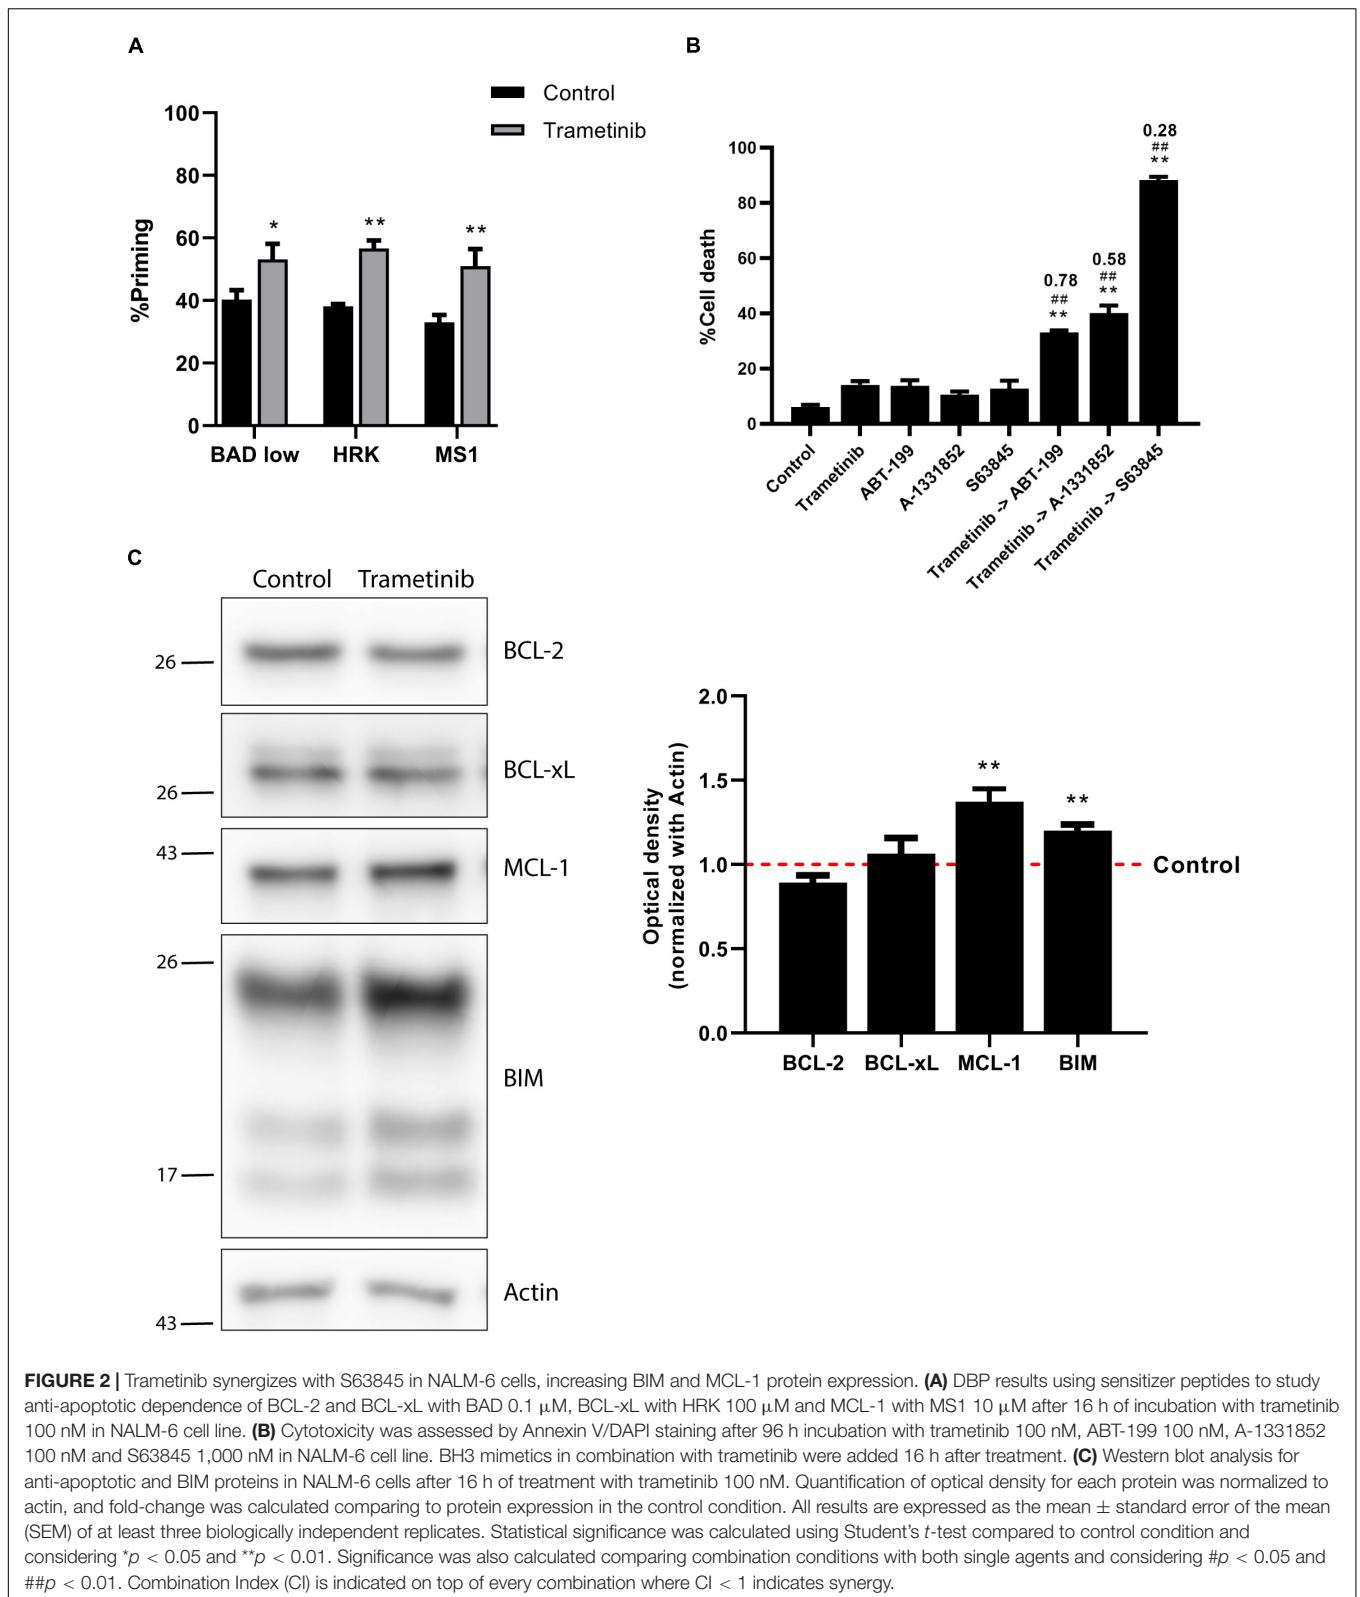 A
Control
Trametinib
100
80
60
40
20
0
%Priming
*
**
**
BAD low
HRK
MS1
B
100
80
60
40
20
0
%Cell death
0.78
##
**
0.58
##
**
0.28
##
**
Control
Trametinib
ABT-199
A-1331852
S63845
Trametinib -> ABT-199
Trametinib -> A-1331852
Trametinib -> S63845
C
Control Trametinib
26
BCL-2
BCL-xL
26
43
MCL-1
26
BIM
17
Actin
43
2.0
1.5
1.0
0.5
0.0
Optical density
(normalized with Actin)
**
**
Control
BCL-2
BCL-xL
MCL-1
BIM
FIGURE 2 | Trametinib synergizes with S63845 in NALM-6 cells, increasing BIM and MCL-1 protein expression. (A) DBP results using sensitizer peptides to study
anti-apoptotic dependence of BCL-2 and BCL-xL with BAD 0.1 μM, BCL-xL with HRK 100 μM and MCL-1 with MS1 10 μM after 16 h of incubation with trametinib
100 nM in NALM-6 cell line. (B) Cytotoxicity was assessed by Annexin V/DAPI staining after 96 h incubation with trametinib 100 nM, ABT-199 100 nM, A-1331852
100 nM and S63845 1,000 nM in NALM-6 cell line. BH3 mimetics in combination with trametinib were added 16 h after treatment. (C) Western blot analysis for
anti-apoptotic and BIM proteins in NALM-6 cells after 16 h of treatment with trametinib 100 nM. Quantification of optical density for each protein was normalized to
actin, and fold-change was calculated comparing to protein expression in the control condition. All results are expressed as the mean ± standard error of the mean
(SEM) of at least three biologically independent replicates. Statistical significance was calculated using Student's t-test compared to control condition and
considering *p < 0.05 and **p < 0.01. Significance was also calculated comparing combination conditions with both single agents and considering #p < 0.05 and
##p < 0.01. Combination Index (CI) is indicated on top of every combination where CI < 1 indicates synergy.